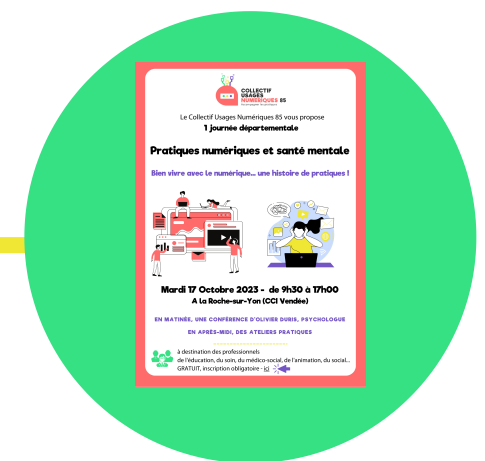 COLLECTIF
USAGES
NUMÉRIQUES 85
Le Collectif Usages Numériques 85 vous propose
1 journée départementale
Pratiques numériques et santé mentale
Bien vivre avec le numérique... une histoire de pratiques !
Mardi 17 Octobre 2023 - de 9h30 à 17h00
A la Roche-sur-Yon (CCI Vendée)
EN MATINÉE, UNE CONFÉRENCE D'OLIVIER DURIS, PSYCHOLOGUE
EN APRÈS-MIDI, DES ATELIERS PRATIQUES
à destination des professionnels
de l'éducation, du soin, du médico-social, de l'animation, du social...
GRATUIT, inscription obligatoire - ici